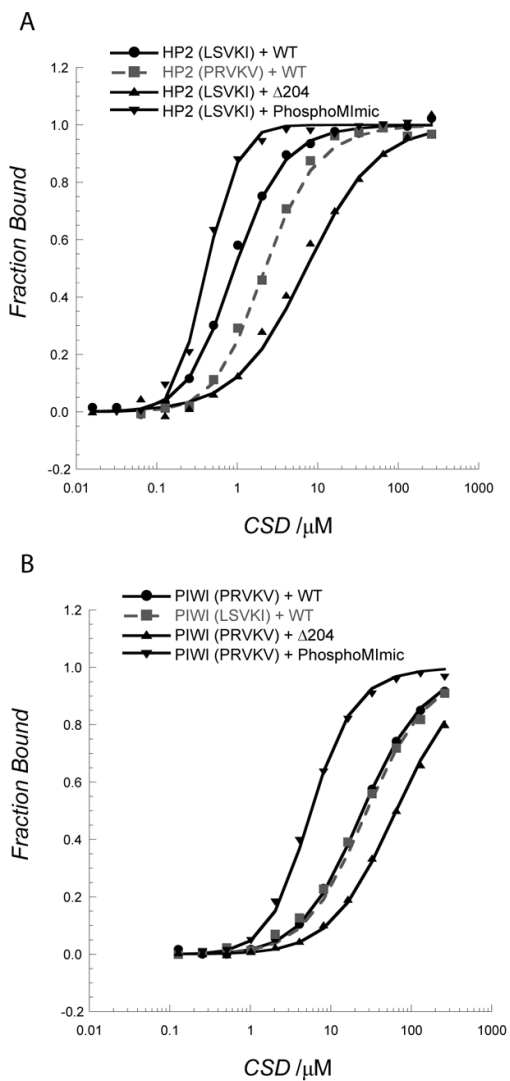 A
HP2 (LSVKI) + WT
HP2 (PRVKV) + WT
HP2 (LSVKI) + Δ204
HP2 (LSVKI) + PhosphoMImic
1.2
1.0
0.8
0.6
0.4
0.2
0.0
-0.2
Fraction Bound
0.01 0.1 1 10 100 1000
CSD /μM
B
PIWI (PRVKV) + WT
PIWI (LSVKI) + WT
PIWI (PRVKV) + Δ204
PIWI (PRVKV) + PhosphoMImic
1.2
1.0
0.8
0.6
0.4
0.2
0.0
-0.2
Fraction Bound
0.01 0.1 1 10 100 1000
CSD /μM